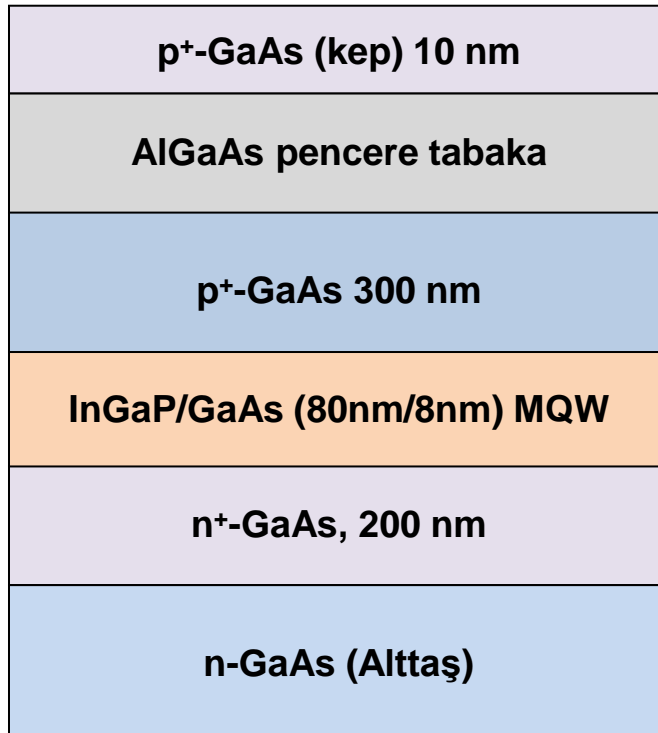 p⁺-GaAs (kep) 10 nm
AlGaAs pencere tabaka
p⁺-GaAs 300 nm
InGaP/GaAs (80nm/8nm) MQW
n⁺-GaAs, 200 nm
n-GaAs (Alttaş)